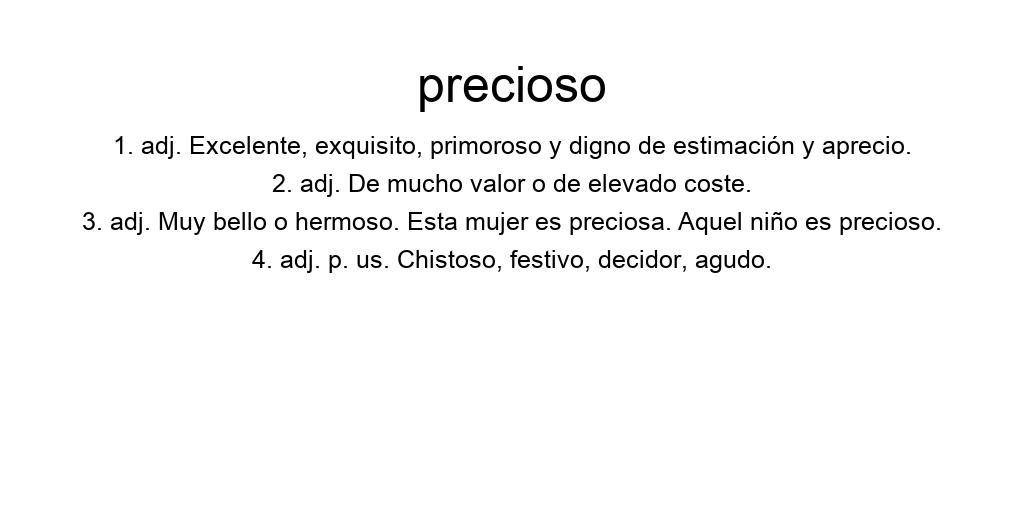 precioso
1. adj. Excelente, exquisito, primoroso y digno de estimación y aprecio.
2. adj. De mucho valor o de elevado coste.
3. adj. Muy bello o hermoso. Esta mujer es preciosa. Aquel niño es precioso.
4. adj. p. us. Chistoso, festivo, decidor, agudo.